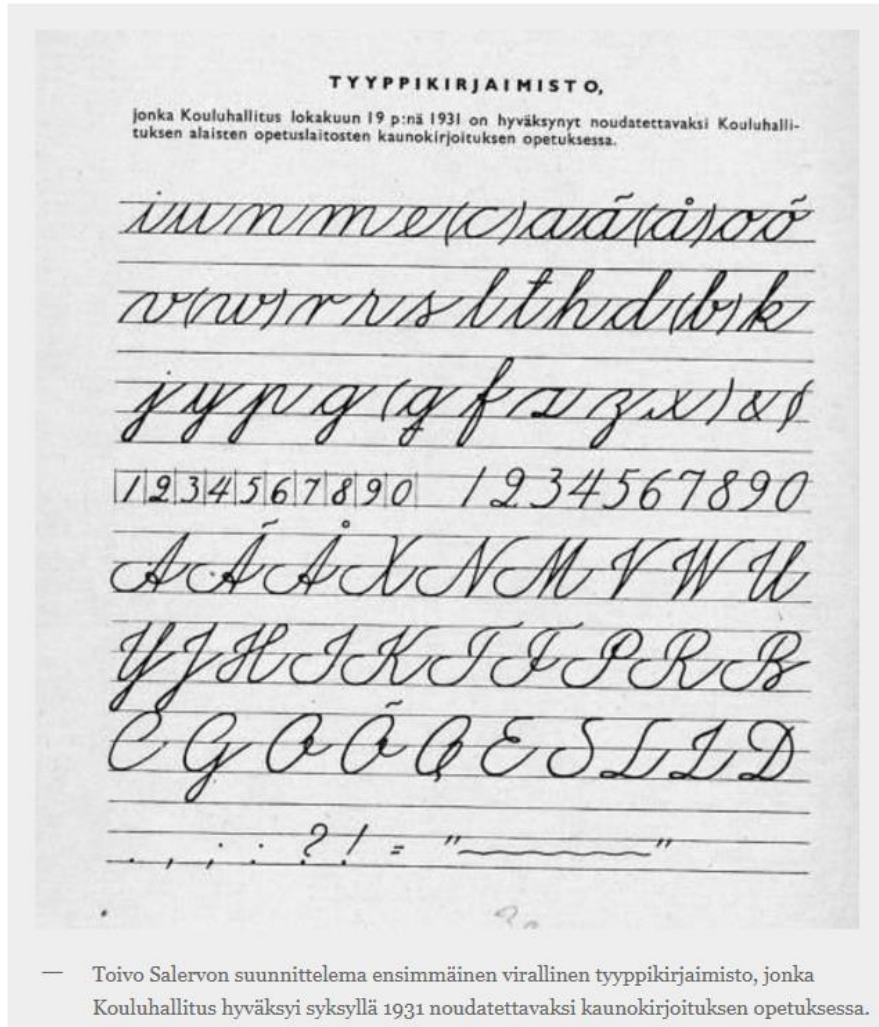 TYYPPIKIRJAIMISTO,
jonka Kouluhallitus lokakuun 19 p:nä 1931 on hyväksynyt noudatettavaksi Kouluhalli-
tuksen alaisten opetuslaitosten kaunokirjoituksen opetuksessa.
i u n m e (c) a ä (å) o ö
v (w) r r s l t h d (b) k
j y p g (q f z x) &
1 2 3 4 5 6 7 8 9 0 1 2 3 4 5 6 7 8 9 0
A Ä Å X N M V W U
Y J H I K T F P R B
C G O Ö Q E S L Z D
. , ; : ? ! = " "
— Toivo Salervon suunnittelema ensimmäinen virallinen tyyppikirjaimisto, jonka
Kouluhallitus hyväksyi syksyllä 1931 noudatettavaksi kaunokirjoituksen opetuksessa.